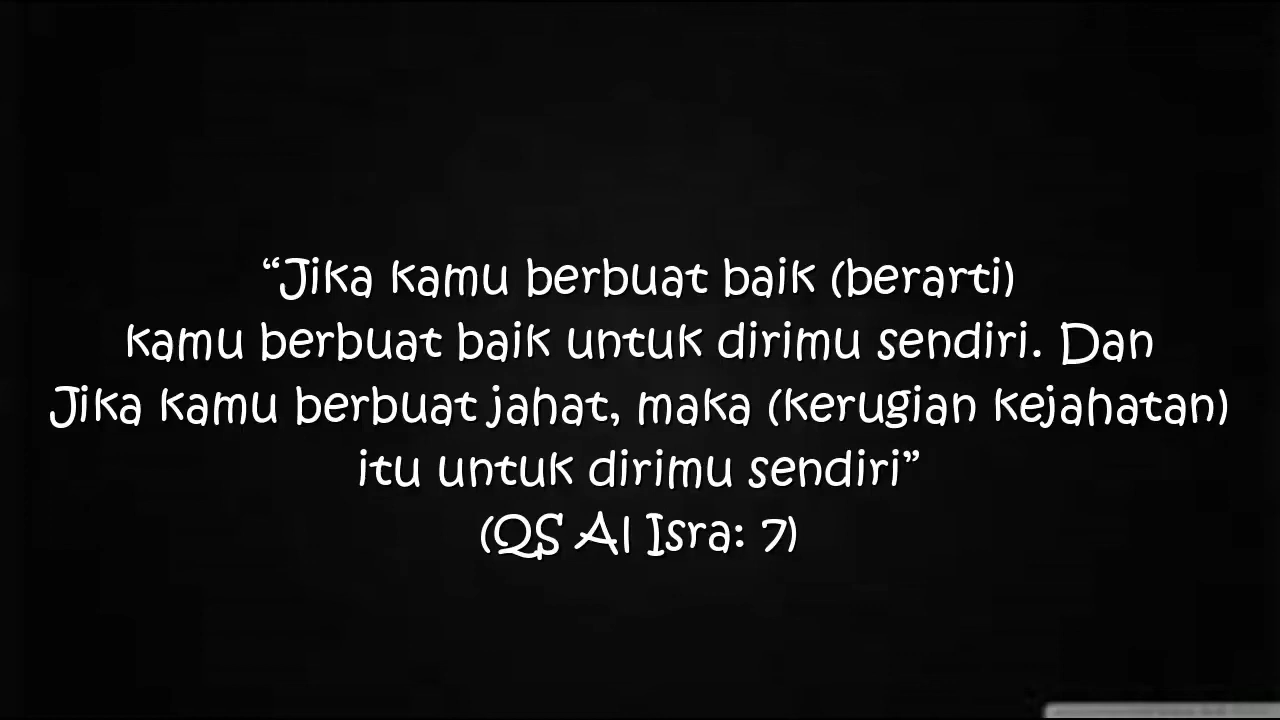 “Jika kamu berbuat baik (berarti)
kamu berbuat baik untuk dirimu sendiri. Dan
Jika kamu berbuat jahat, maka (kerugian kejahatan)
itu untuk dirimu sendiri”
(QS Al Isra: 7)